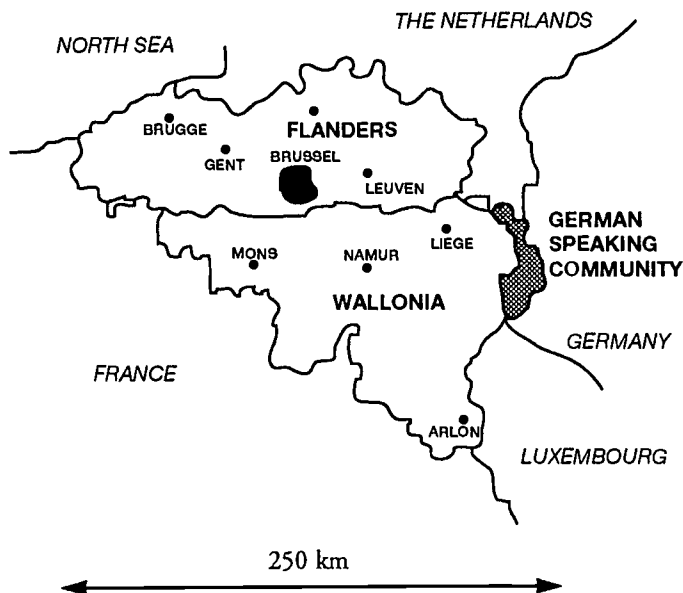 THE NETHERLANDS
NORTH SEA
BRUGGE
FLANDERS
GENT
BRUSSEL
LEUVEN
GERMAN
SPEAKING
COMMUNITY
LIEGE
MONS
NAMUR
WALLONIA
GERMANY
FRANCE
ARLON
LUXEMBOURG
250 km